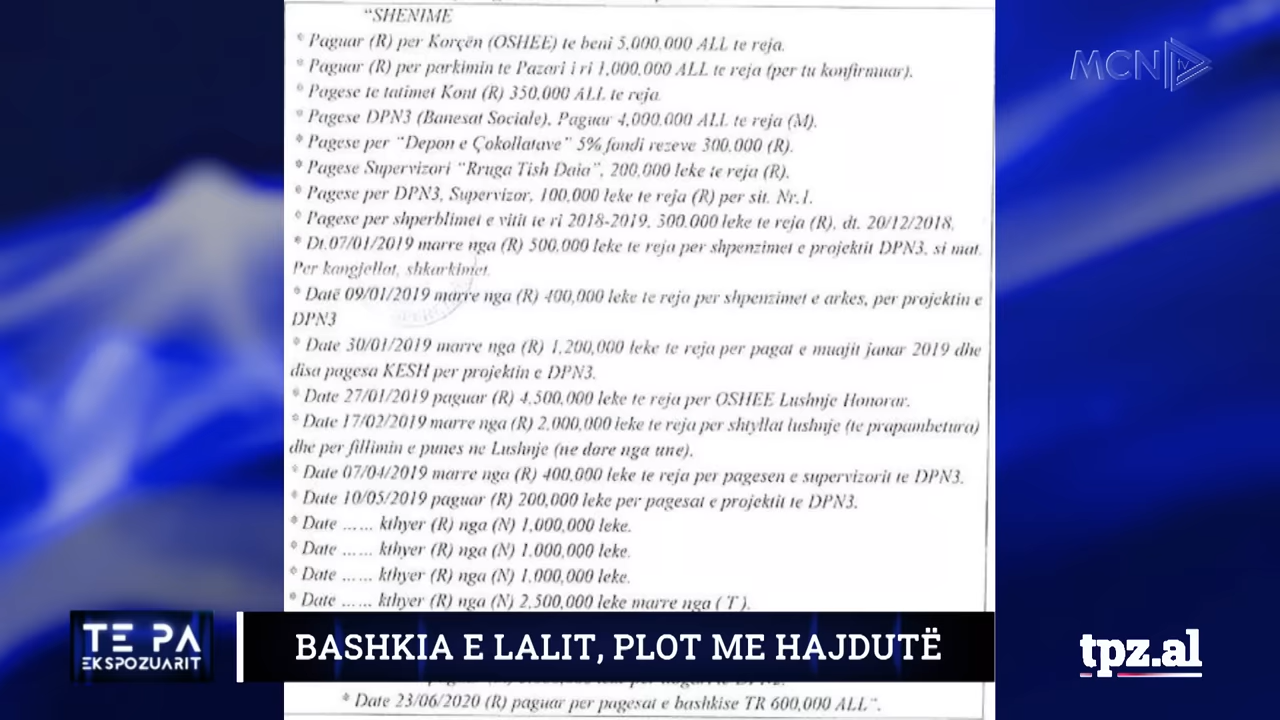 “SHENIME
* Paguar (R) per Korçën (OSHEE) te beni 5,000,000 ALL te reja.
* Paguar (R) per parkimin te Pazari i ri 1,000,000 ALL te reja (per tu konfirmuar).
* Pagese te tatimet Kont (R) 350,000 ALL te reja.
* Pagese DPN3 (Banesat Sociale), Paguar 4,000,000 ALL te reja (M).
* Pagese per “Depon e Çokollatave” 5% fondi rezeve 300,000 (R).
* Pagese Supervizori “Rruga Tish Daia”, 200,000 leke te reja (R).
* Pagese per DPN3, Supervizor, 100,000 leke te reja (R) per sit. Nr.1.
* Pagese per shperblimet e vitit te ri 2018-2019, 300,000 leke te reja (R), dt. 20/12/2018.
* Dt.07/01/2019 marre nga (R) 500,000 leke te reja per shpenzimet e projektit DPN3, si mat.
Per kangjellat, shkarkimet.
* Datë 09/01/2019 marre nga (R) 400,000 leke te reja per shpenzimet e arkes, per projektin e
DPN3
* Date 30/01/2019 marre nga (R) 1,200,000 leke te reja per pagat e muajit janar 2019 dhe
disa pagesa KESH per projektin e DPN3.
* Date 27/01/2019 paguar (R) 4,500,000 leke te reja per OSHEE Lushnje Honorar.
* Date 17/02/2019 marre nga (R) 2,000,000 leke te reja per shtyllat lushnje (te prapambetura)
dhe per fillimin e punes ne Lushnje (ne dore nga une).
* Date 07/04/2019 marre nga (R) 400,000 leke te reja per pagesen e supervizorit te DPN3.
* Date 10/05/2019 paguar (R) 200,000 leke per pagesat e projektit te DPN3.
* Date ...... kthyer (R) nga (N) 1,000,000 leke.
* Date ...... kthyer (R) nga (N) 1,000,000 leke.
* Date ...... kthyer (R) nga (N) 1,000,000 leke.
* Date ...... kthyer (R) nga (N) 2,500,000 leke marre nga ( T ).
* Date 23/06/2020 (R) paguar per pagesat e bashkise TR 600,000 ALL”.
MCN TV
TE PA
EKSPOZUARIT
BASHKIA E LALIT, PLOT ME HAJDUTË
tpz.al